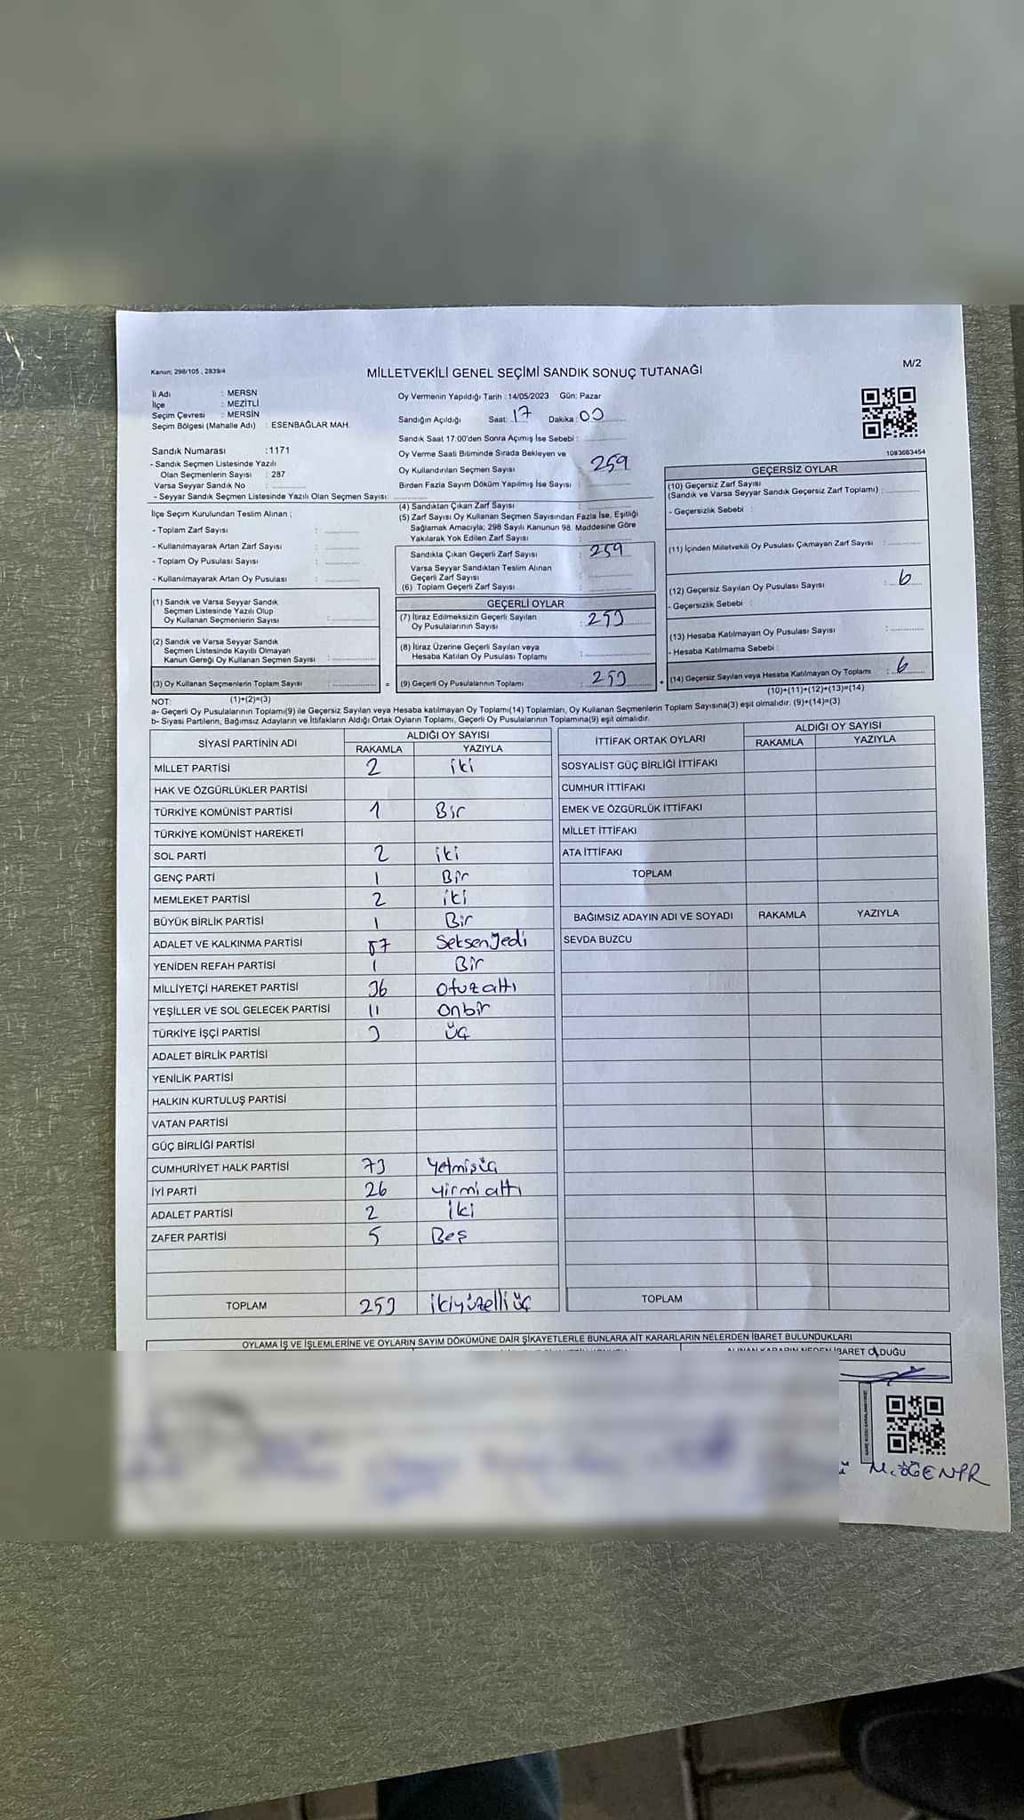 Kanun: 298/105 , 2839/4
MİLLETVEKİLİ GENEL SEÇİMİ SANDIK SONUÇ TUTANAĞI
M/2
İl Adı : MERSN
İlçe : MEZİTLİ
Seçim Çevresi : MERSİN
Seçim Bölgesi (Mahalle Adı) : ESENBAĞLAR MAH.
Sandık Numarası :1171
- Sandık Seçmen Listesinde Yazılı
Olan Seçmenlerin Sayısı : 287
Varsa Seyyar Sandık No
- Seyyar Sandık Seçmen Listesinde Yazılı Olan Seçmen Sayısı:
Oy Vermenin Yapıldığı Tarih : 14/05/2023 Gün: Pazar
Sandığın Açıldığı Saat: 17 Dakika: 00
Sandık Saat 17:00'den Sonra Açımış İse Sebebi :
Oy Verme Saati Bitiminde Sırada Bekleyen ve
Oy Kullandırılan Seçmen Sayısı : 259
Birden Fazla Sayım Döküm Yapılmış İse Sayısı :
1083683454
İlçe Seçim Kurulundan Teslim Alınan ;
- Toplam Zarf Sayısı :
- Kullanılmayarak Artan Zarf Sayısı :
- Toplam Oy Pusulası Sayısı :
- Kullanılmayarak Artan Oy Pusulası :
(4) Sandıktan Çıkan Zarf Sayısı :
(5) Zarf Sayısı Oy Kullanan Seçmen Sayısından Fazla İse, Eşitliği
Sağlamak Amacıyla; 298 Sayılı Kanunun 98. Maddesine Göre
Yakılarak Yok Edilen Zarf Sayısı :
Sandıkla Çıkan Geçerli Zarf Sayısı : 259
Varsa Seyyar Sandıktan Teslim Alınan
Geçerli Zarf Sayısı :
(6) Toplam Geçerli Zarf Sayısı :
GEÇERSİZ OYLAR
(10) Geçersiz Zarf Sayısı
(Sandık ve Varsa Seyyar Sandık Geçersiz Zarf Toplamı) :
- Geçersizlik Sebebi :
(11) İçinden Milletvekili Oy Pusulası Çıkmayan Zarf Sayısı :
(12) Geçersiz Sayılan Oy Pusulası Sayısı : 6
- Geçersizlik Sebebi :
(13) Hesaba Katılmayan Oy Pusulası Sayısı :
- Hesaba Katılmama Sebebi :
(14) Geçersiz Sayılan veya Hesaba Katılmayan Oy Toplamı : 6
(10)+(11)+(12)+(13)=(14)
(1) Sandık ve Varsa Seyyar Sandık
Seçmen Listesinde Yazılı Olup
Oy Kullanan Seçmenlerin Sayısı :
(2) Sandık ve Varsa Seyyar Sandık
Seçmen Listesinde Kayıtlı Olmayan
Kanun Gereği Oy Kullanan Seçmen Sayısı :
(3) Oy Kullanan Seçmenlerin Toplam Sayısı :
(1)+(2)=(3)
GEÇERLİ OYLAR
(7) İtiraz Edilmeksizin Geçerli Sayılan
Oy Pusulalarının Sayısı : 253
(8) İtiraz Üzerine Geçerli Sayılan veya
Hesaba Katılan Oy Pusulası Toplamı :
= (9) Geçerli Oy Pusulalarının Toplamı : 253 +
NOT:
a- Geçerli Oy Pusulalarının Toplamı(9) ile Geçersiz Sayılan veya Hesaba katılmayan Oy Toplamı(14) Toplamları, Oy Kullanan Seçmenlerin Toplam Sayısına(3) eşit olmalıdır. (9)+(14)=(3)
b- Siyasi Partilerin, Bağımsız Adayların ve İttifakların Aldığı Ortak Oyların Toplamı, Geçerli Oy Pusulalarının Toplamına(9) eşit olmalıdır.
SİYASİ PARTİNİN ADI ALDIĞI OY SAYISI
RAKAMLA YAZIYLA
MİLLET PARTİSİ 2 iki
HAK VE ÖZGÜRLÜKLER PARTİSİ
TÜRKİYE KOMÜNİST PARTİSİ 1 Bir
TÜRKİYE KOMÜNİST HAREKETİ
SOL PARTİ 2 iki
GENÇ PARTİ 1 Bir
MEMLEKET PARTİSİ 2 iki
BÜYÜK BİRLİK PARTİSİ 1 Bir
ADALET VE KALKINMA PARTİSİ 87 Seksenyedi
YENİDEN REFAH PARTİSİ 1 Bir
MİLLİYETÇİ HAREKET PARTİSİ 36 otuzaltı
YEŞİLLER VE SOL GELECEK PARTİSİ 11 onbir
TÜRKİYE İŞÇİ PARTİSİ 3 üç
ADALET BİRLİK PARTİSİ
YENİLİK PARTİSİ
HALKIN KURTULUŞ PARTİSİ
VATAN PARTİSİ
GÜÇ BİRLİĞİ PARTİSİ
CUMHURİYET HALK PARTİSİ 73 Yetmişüç
İYİ PARTİ 26 yirmialtı
ADALET PARTİSİ 2 İki
ZAFER PARTİSİ 5 Beş
TOPLAM 253 ikiyüzelliüç
İTTİFAK ORTAK OYLARI ALDIĞI OY SAYISI
RAKAMLA YAZIYLA
SOSYALİST GÜÇ BİRLİĞİ İTTİFAKI
CUMHUR İTTİFAKI
EMEK VE ÖZGÜRLÜK İTTİFAKI
MİLLET İTTİFAKI
ATA İTTİFAKI
TOPLAM
BAĞIMSIZ ADAYIN ADI VE SOYADI RAKAMLA YAZIYLA
SEVDA BUZCU
TOPLAM
OYLAMA İŞ VE İŞLEMLERİNE VE OYLARIN SAYIM DÖKÜMÜNE DAİR ŞİKAYETLERLE BUNLARA AİT KARARLARIN NELERDEN İBARET BULUNDUKLARI
ALINAN KARARIN NEDEN İBARET OLDUĞU